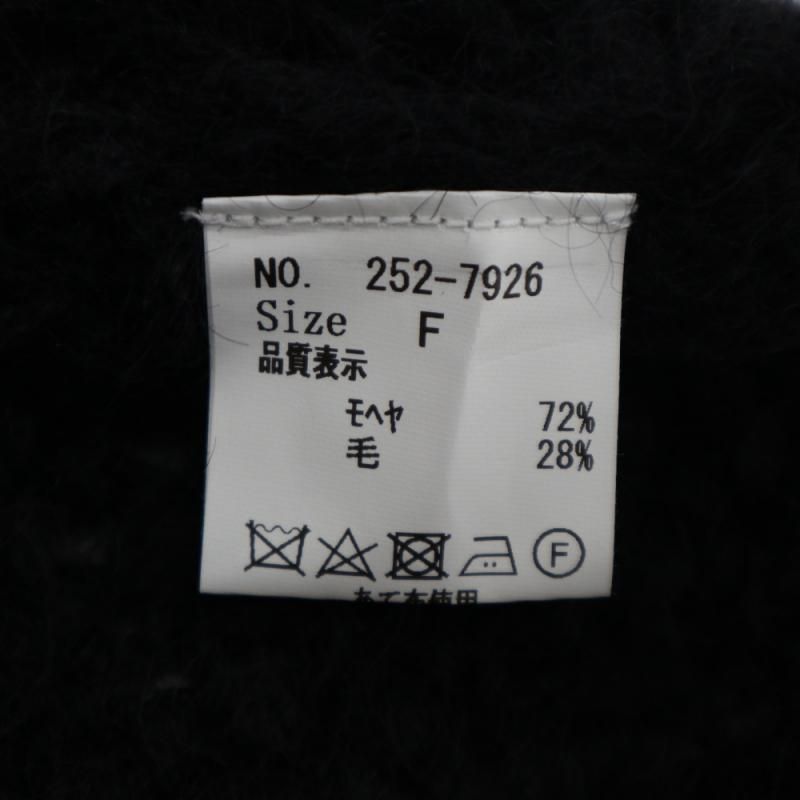 NO. 252-7926
Size F
品質表示
ﾓﾍﾔ 72%
毛 28%
F
あて布使用